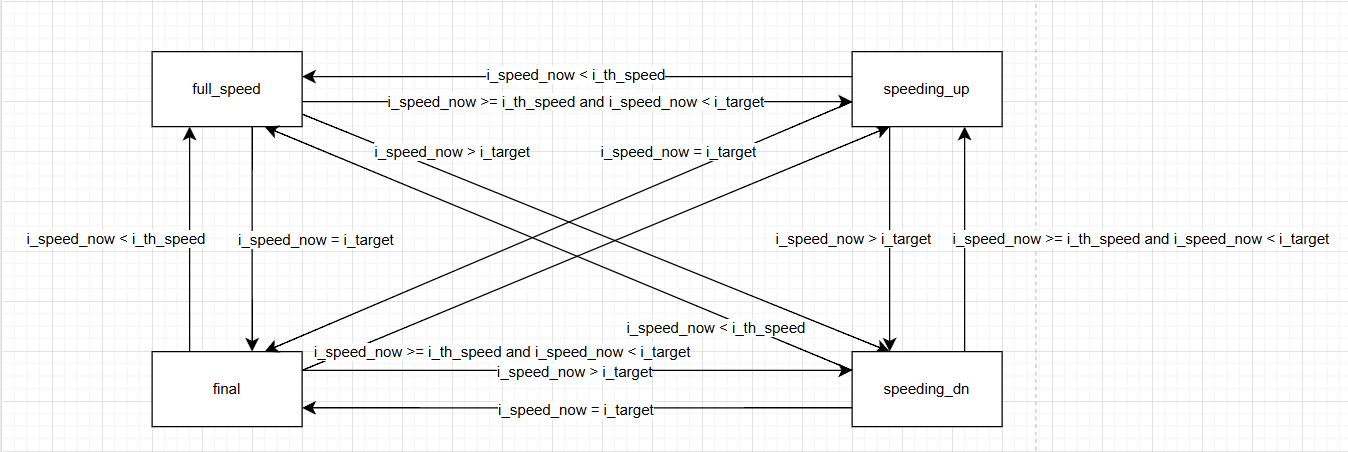 i_speed_now < i_th_speed
full_speed
speeding_up
i_speed_now >= i_th_speed and i_speed_now < i_target
i_speed_now > i_target
i_speed_now = i_target
i_speed_now < i_th_speed
i_speed_now = i_target
i_speed_now > i_target
i_speed_now >= i_th_speed and i_speed_now < i_target
i_speed_now < i_th_speed
i_speed_now >= i_th_speed and i_speed_now < i_target
i_speed_now > i_target
final
speeding_dn
i_speed_now = i_target